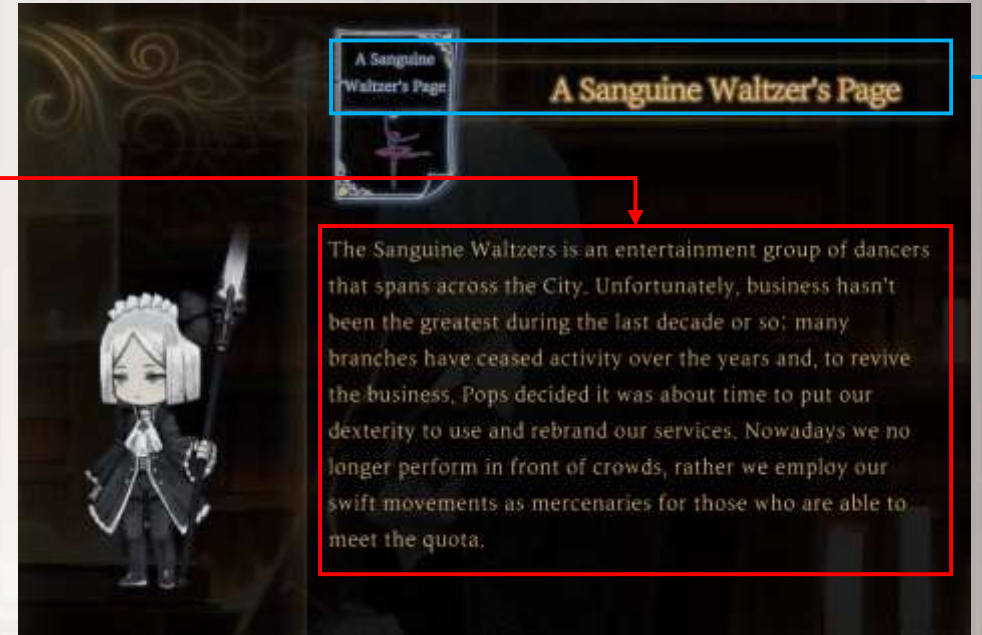 A Sanguine
Waltzer's Page
A Sanguine Waltzer's Page
The Sanguine Waltzers is an entertainment group of dancers
that spans across the City. Unfortunately, business hasn't
been the greatest during the last decade or so; many
branches have ceased activity over the years and, to revive
the business, Pops decided it was about time to put our
dexterity to use and rebrand our services. Nowadays we no
longer perform in front of crowds, rather we employ our
swift movements as mercenaries for those who are able to
meet the quota.